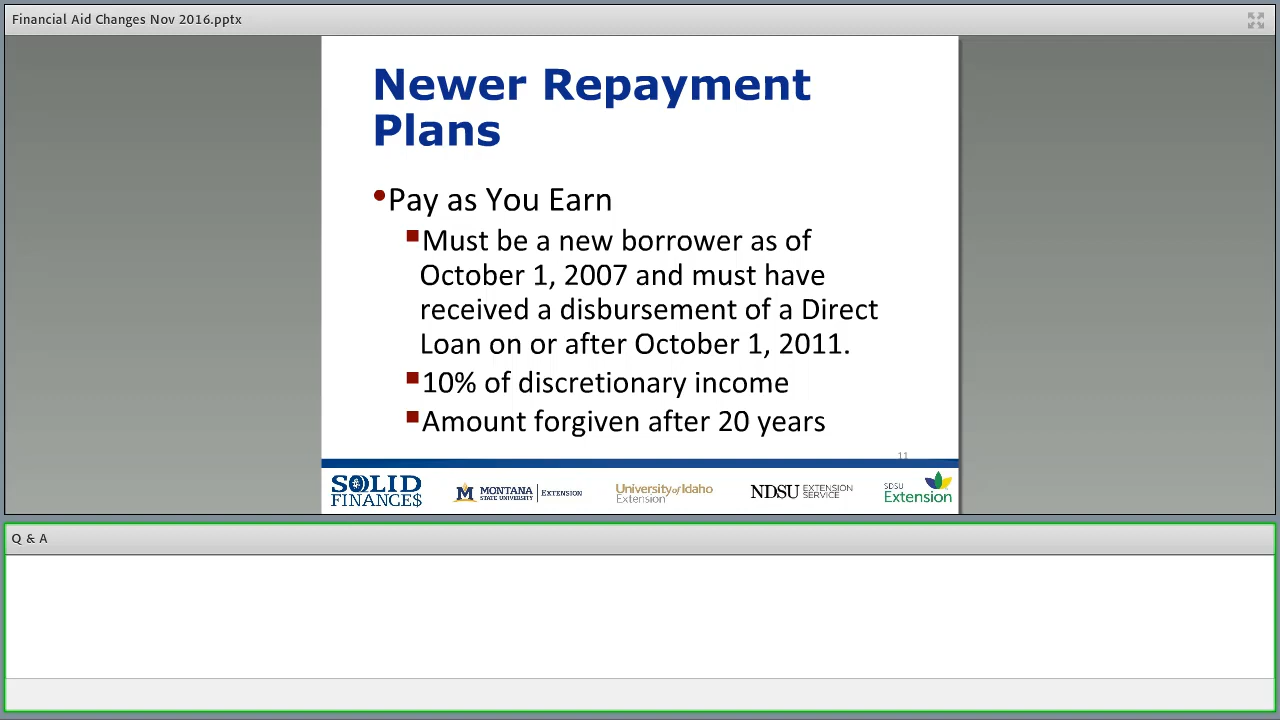 Financial Aid Changes Nov 2016.pptx
Newer Repayment
Plans
•Pay as You Earn
▪Must be a new borrower as of
October 1, 2007 and must have
received a disbursement of a Direct
Loan on or after October 1, 2011.
▪10% of discretionary income
▪Amount forgiven after 20 years
11
SOLID
FINANCE$
M MONTANA
STATE UNIVERSITY
EXTENSION
University of Idaho
Extension
NDSU EXTENSION
SERVICE
SDSU
Extension
Q & A